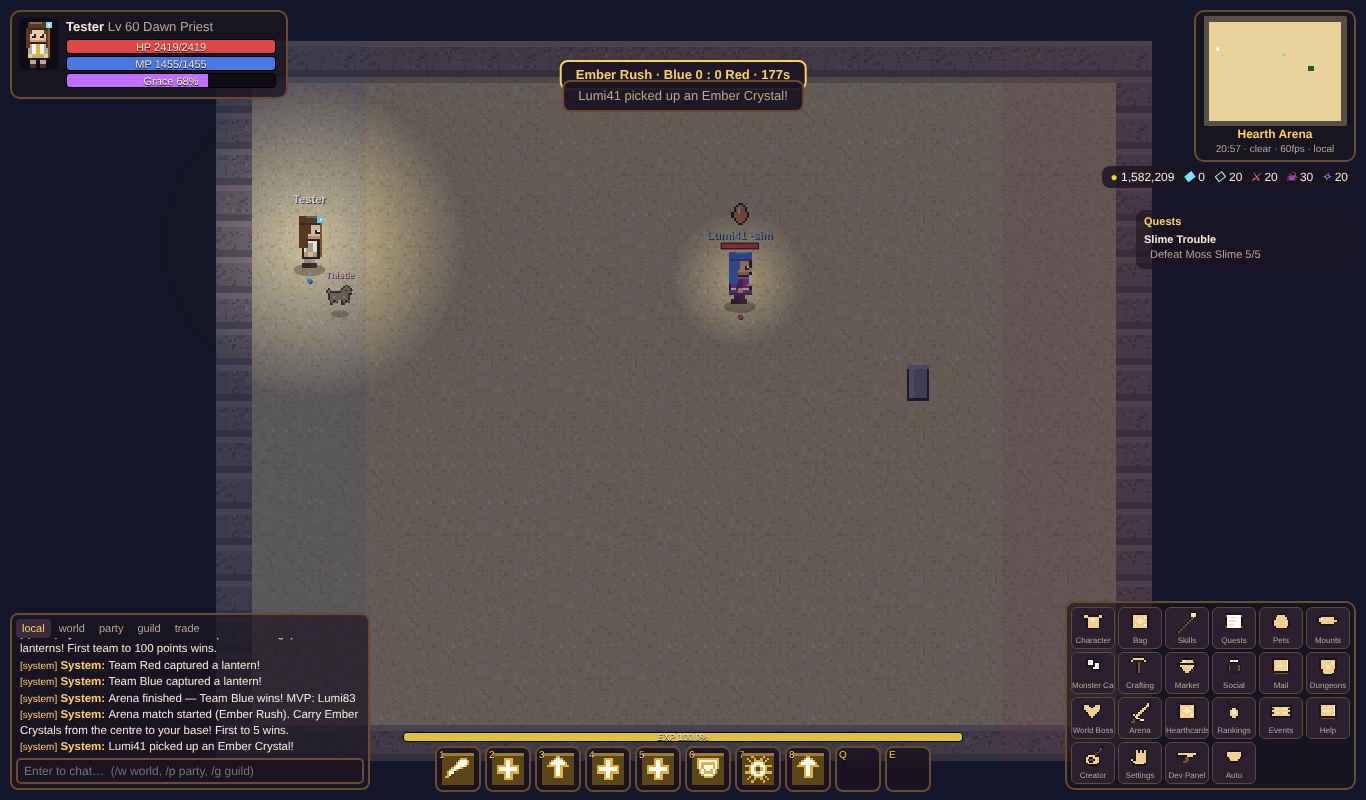 Tester Lv 60 Dawn Priest
HP 2419/2419
MP 1455/1455
Grace 68%
Ember Rush · Blue 0 : 0 Red · 177s
Lumi41 picked up an Ember Crystal!
Hearth Arena
20:57 · clear · 60fps · local
1,582,209 0 20 20 30 20
Quests
Slime Trouble
Defeat Moss Slime 5/5
Tester
Thistle
Lumi41 ·sim
local world party guild trade
lanterns! First team to 100 points wins.
[system] System: Team Red captured a lantern!
[system] System: Team Blue captured a lantern!
[system] System: Arena finished — Team Blue wins! MVP: Lumi83
[system] System: Arena match started (Ember Rush). Carry Ember
Crystals from the centre to your base! First to 5 wins.
[system] System: Lumi41 picked up an Ember Crystal!
Enter to chat… (/w world, /p party, /g guild)
EXP 100.0%
1 2 3 4 5 6 7 8 Q E
Character Bag Skills Quests Pets Mounts
Monster Ca Crafting Market Social Mail Dungeons
World Boss Arena Hearthcards Rankings Events Help
Creator Settings Dev Panel Auto